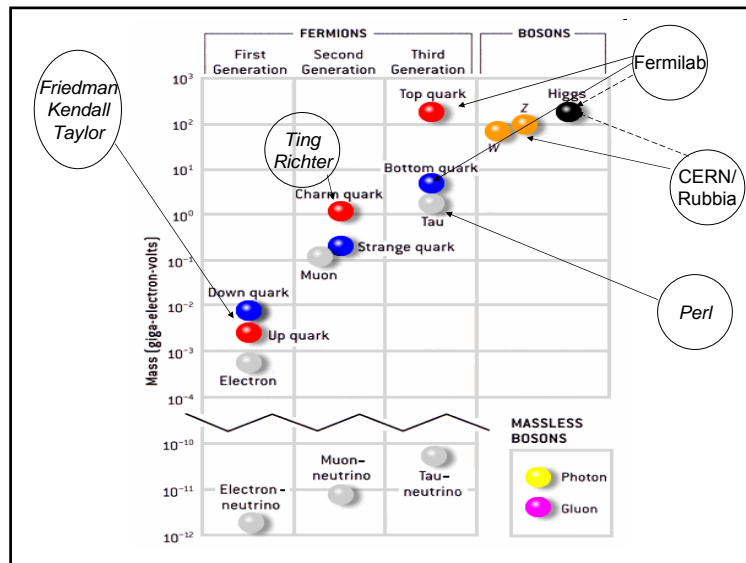 FERMIONS
BOSONS
First
Generation
Second
Generation
Third
Generation
Friedman
Kendall
Taylor
Ting
Richter
Fermilab
CERN/
Rubbia
Perl
Mass (giga-electron-volts)
10³
10²
10¹
10⁰
10⁻¹
10⁻²
10⁻³
10⁻⁴
10⁻¹⁰
10⁻¹¹
10⁻¹²
Top quark
Higgs
Z
W
Bottom quark
Charm quark
Tau
Strange quark
Muon
Down quark
Up quark
Electron
Electron-
neutrino
Muon-
neutrino
Tau-
neutrino
MASSLESS
BOSONS
Photon
Gluon